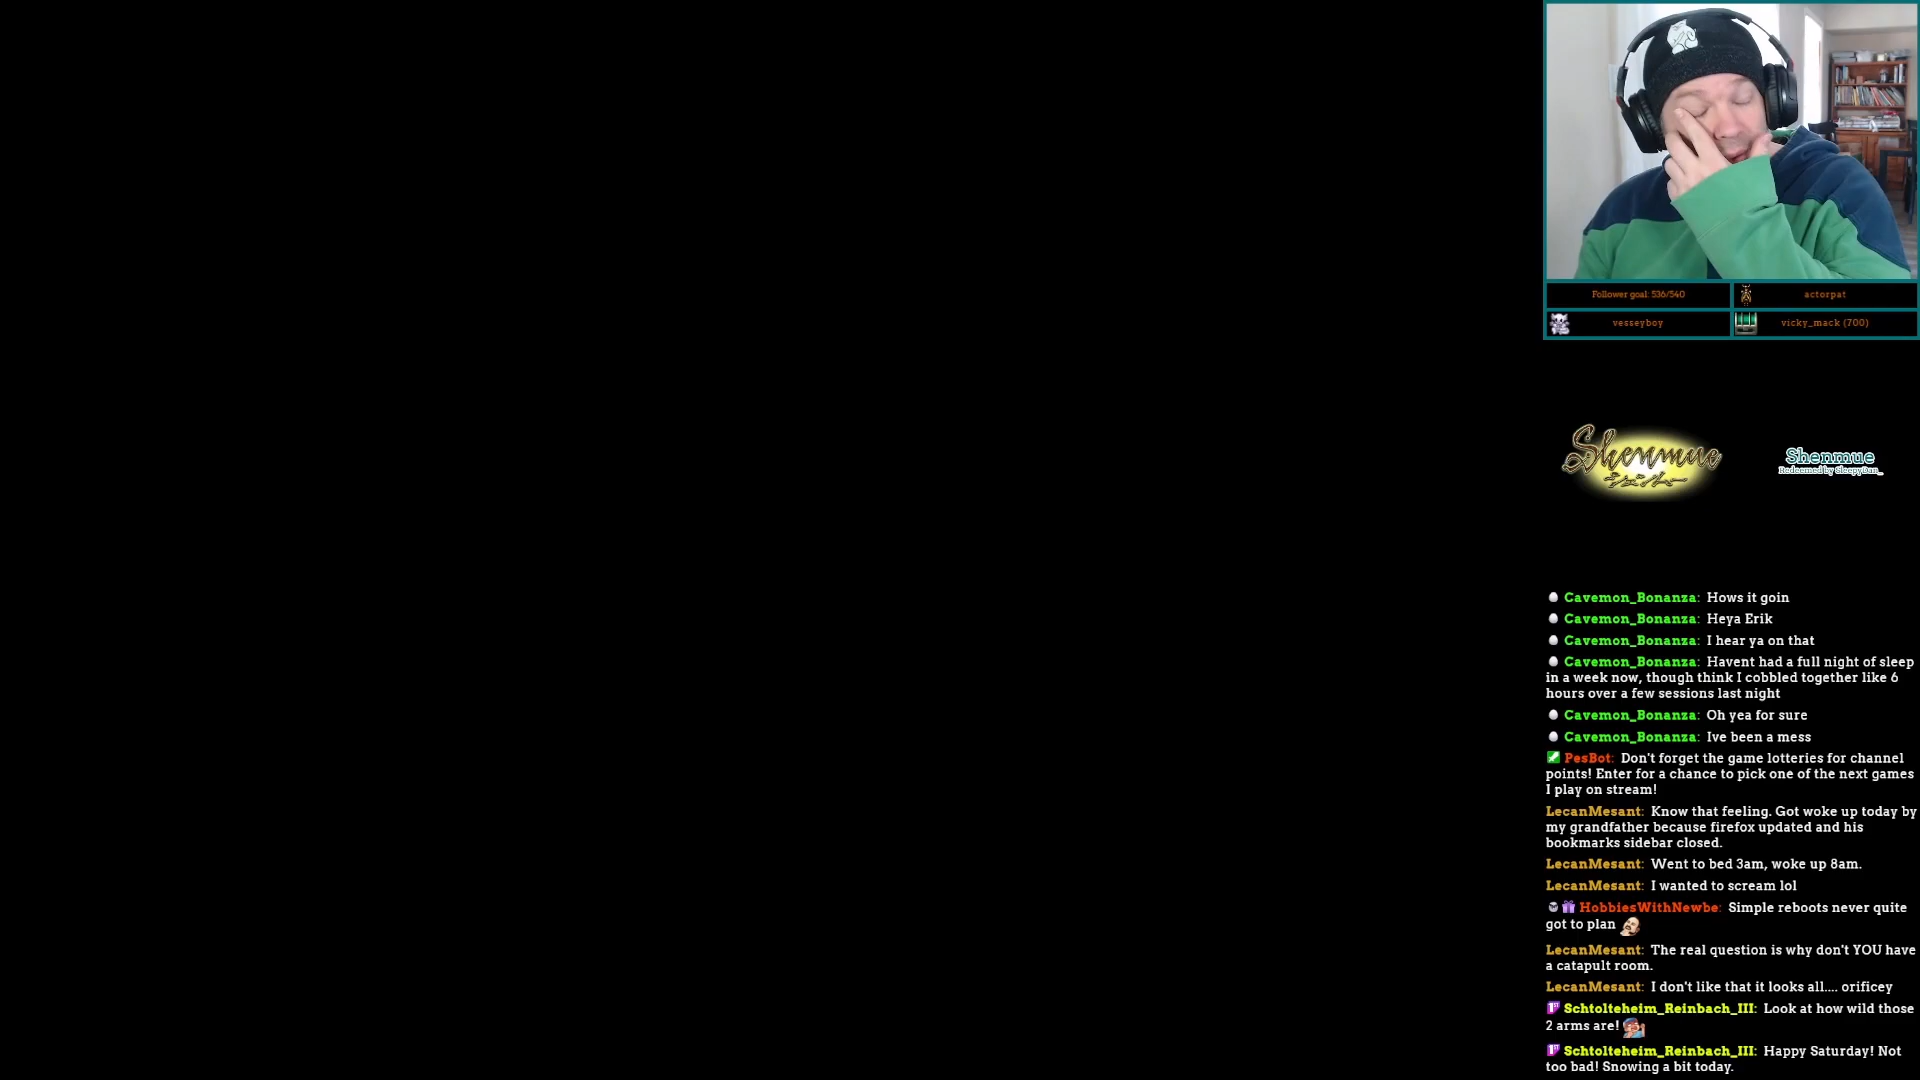 Follower goal: 536/540
actorpat
vesseyboy
vicky_mack (700)
Shenmue
Shenmue
Redeemed by SleepyDan_
Cavemon_Bonanza: Hows it goin
Cavemon_Bonanza: Heya Erik
Cavemon_Bonanza: I hear ya on that
Cavemon_Bonanza: Havent had a full night of sleep
in a week now, though think I cobbled together like 6
hours over a few sessions last night
Cavemon_Bonanza: Oh yea for sure
Cavemon_Bonanza: Ive been a mess
PesBot: Don't forget the game lotteries for channel
points! Enter for a chance to pick one of the next games
I play on stream!
LecanMesant: Know that feeling. Got woke up today by
my grandfather because firefox updated and his
bookmarks sidebar closed.
LecanMesant: Went to bed 3am, woke up 8am.
LecanMesant: I wanted to scream lol
HobbiesWithNewbe: Simple reboots never quite
got to plan
LecanMesant: The real question is why don't YOU have
a catapult room.
LecanMesant: I don't like that it looks all.... orificey
Schtolteheim_Reinbach_III: Look at how wild those
2 arms are!
Schtolteheim_Reinbach_III: Happy Saturday! Not
too bad! Snowing a bit today.